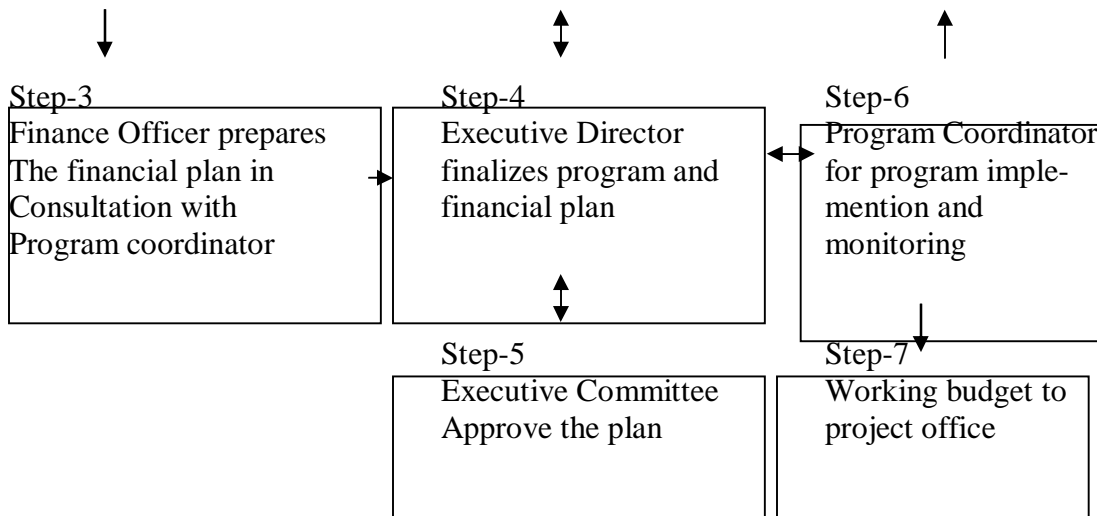 Step-3
Finance Officer prepares
The financial plan in
Consultation with
Program coordinator
Step-4
Executive Director
finalizes program and
financial plan
Step-6
Program Coordinator
for program imple-
mention and
monitoring
Step-5
Executive Committee
Approve the plan
Step-7
Working budget to
project office